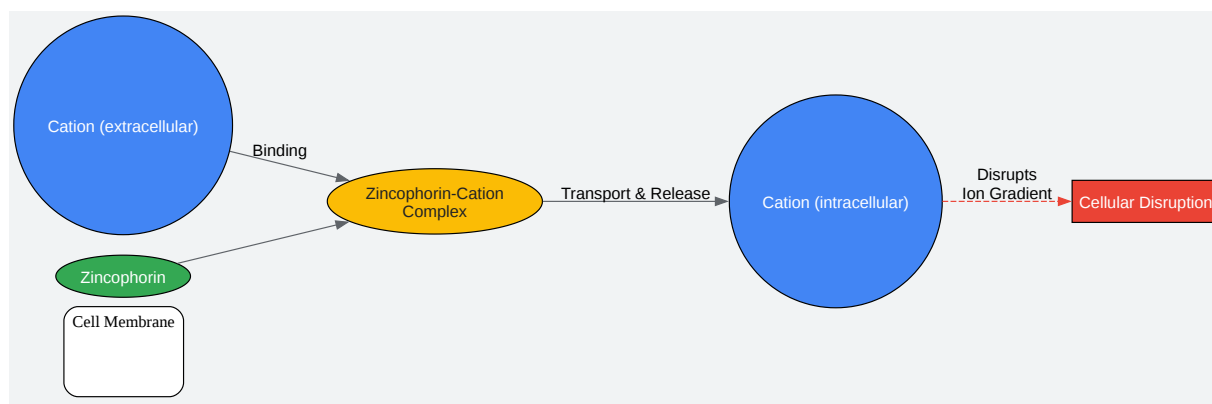 Cation (extracellular)
Binding
Zincophorin
Cell Membrane
Zincophorin-Cation
Complex
Transport & Release
Cation (intracellular)
Disrupts
Ion Gradient
Cellular Disruption